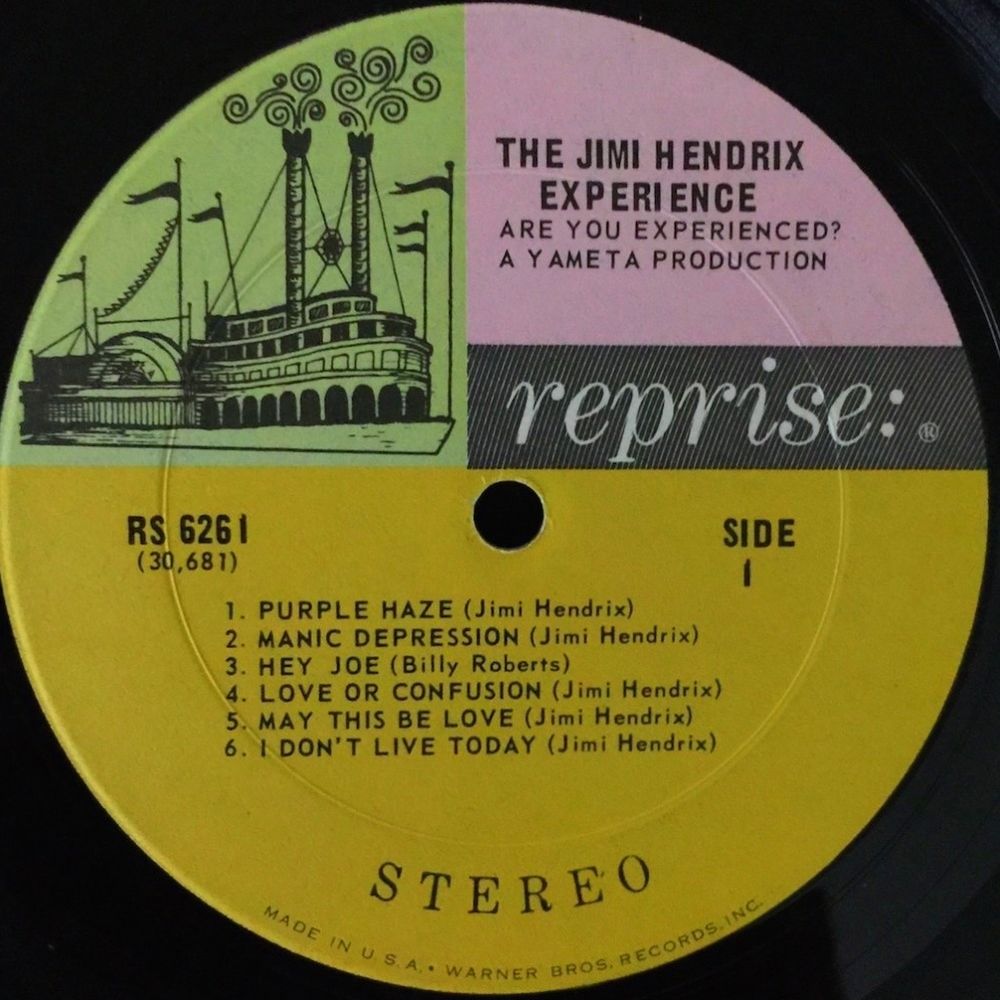 THE JIMI HENDRIX
EXPERIENCE
ARE YOU EXPERIENCED?
A YAMETA PRODUCTION
reprise: ®
RS 6261
(30,681)
SIDE
1
1. PURPLE HAZE (Jimi Hendrix)
2. MANIC DEPRESSION (Jimi Hendrix)
3. HEY JOE (Billy Roberts)
4. LOVE OR CONFUSION (Jimi Hendrix)
5. MAY THIS BE LOVE (Jimi Hendrix)
6. I DON'T LIVE TODAY (Jimi Hendrix)
STEREO
MADE IN U.S.A. • WARNER BROS. RECORDS, INC.